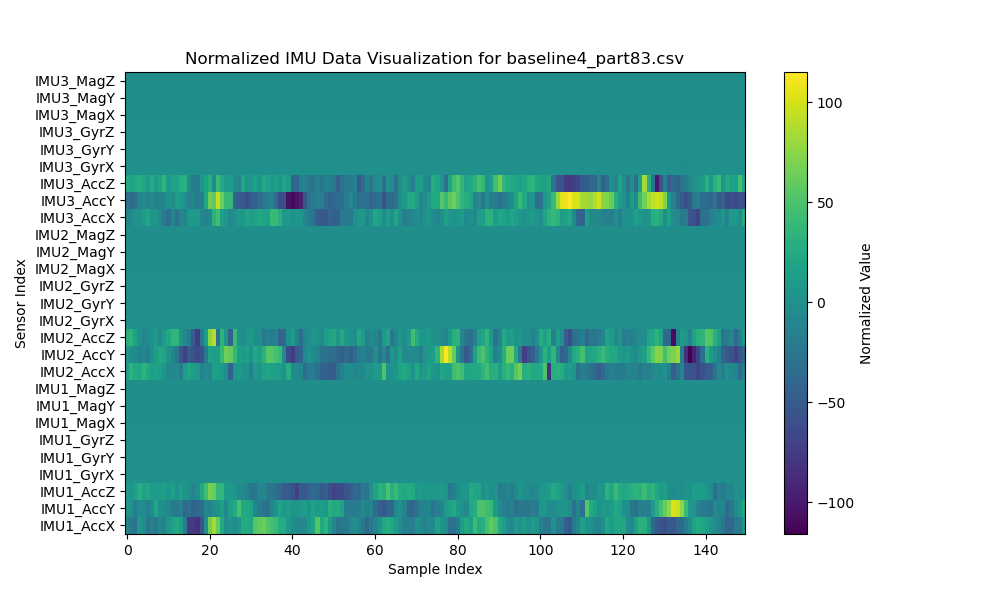 Normalized IMU Data Visualization for baseline4_part83.csv
Sensor Index
IMU3_MagZ
IMU3_MagY
IMU3_MagX
IMU3_GyrZ
IMU3_GyrY
IMU3_GyrX
IMU3_AccZ
IMU3_AccY
IMU3_AccX
IMU2_MagZ
IMU2_MagY
IMU2_MagX
IMU2_GyrZ
IMU2_GyrY
IMU2_GyrX
IMU2_AccZ
IMU2_AccY
IMU2_AccX
IMU1_MagZ
IMU1_MagY
IMU1_MagX
IMU1_GyrZ
IMU1_GyrY
IMU1_GyrX
IMU1_AccZ
IMU1_AccY
IMU1_AccX
0 20 40 60 80 100 120 140
Sample Index
100
50
0
−50
−100
Normalized Value